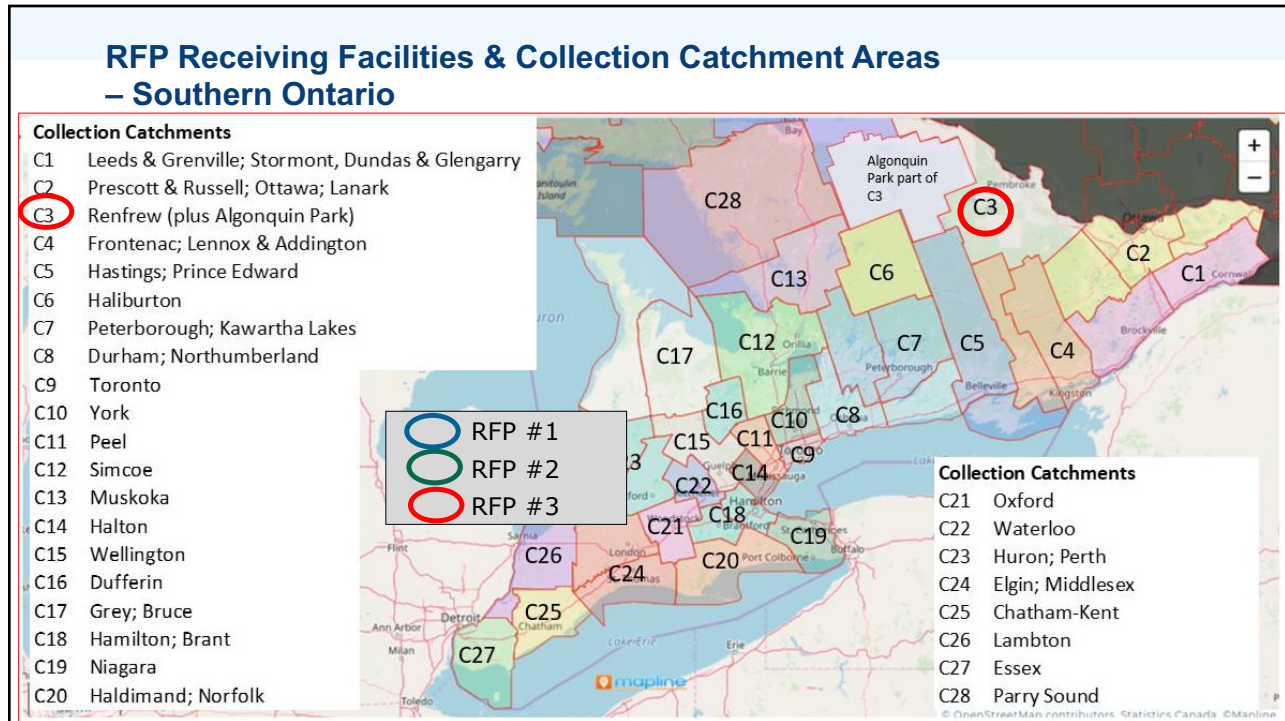 RFP Receiving Facilities & Collection Catchment Areas
– Southern Ontario
Collection Catchments
C1 Leeds & Grenville; Stormont, Dundas & Glengarry
C2 Prescott & Russell; Ottawa; Lanark
C3 Renfrew (plus Algonquin Park)
C4 Frontenac; Lennox & Addington
C5 Hastings; Prince Edward
C6 Haliburton
C7 Peterborough; Kawartha Lakes
C8 Durham; Northumberland
C9 Toronto
C10 York
C11 Peel
C12 Simcoe
C13 Muskoka
C14 Halton
C15 Wellington
C16 Dufferin
C17 Grey; Bruce
C18 Hamilton; Brant
C19 Niagara
C20 Haldimand; Norfolk
Bay
Algonquin
Park part of
C3
Pembroke
+
−
Island
C28
C3
Ottawa
C2
C1
Cornwall
C13
C6
Brockville
uron
C12
Orillia
Barrie
C17
C7
Peterborough
C5
C4
Belleville
Kingston
C16
C10
C8
C15
C11
C9
C14
C22
Hamilton
RFP #1
RFP #2
RFP #3
C21
C18
Brantford
C19
Buffalo
Sarnia
Flint
C26
London
C24
C20
Port Colborne
Detroit
C25
Chatham
Ann Arbor
Milan
C27
Lake Erie
Erie
Toledo
mapline
Collection Catchments
C21 Oxford
C22 Waterloo
C23 Huron; Perth
C24 Elgin; Middlesex
C25 Chatham-Kent
C26 Lambton
C27 Essex
C28 Parry Sound
© OpenStreetMap contributors, Statistics Canada, ©Mapline